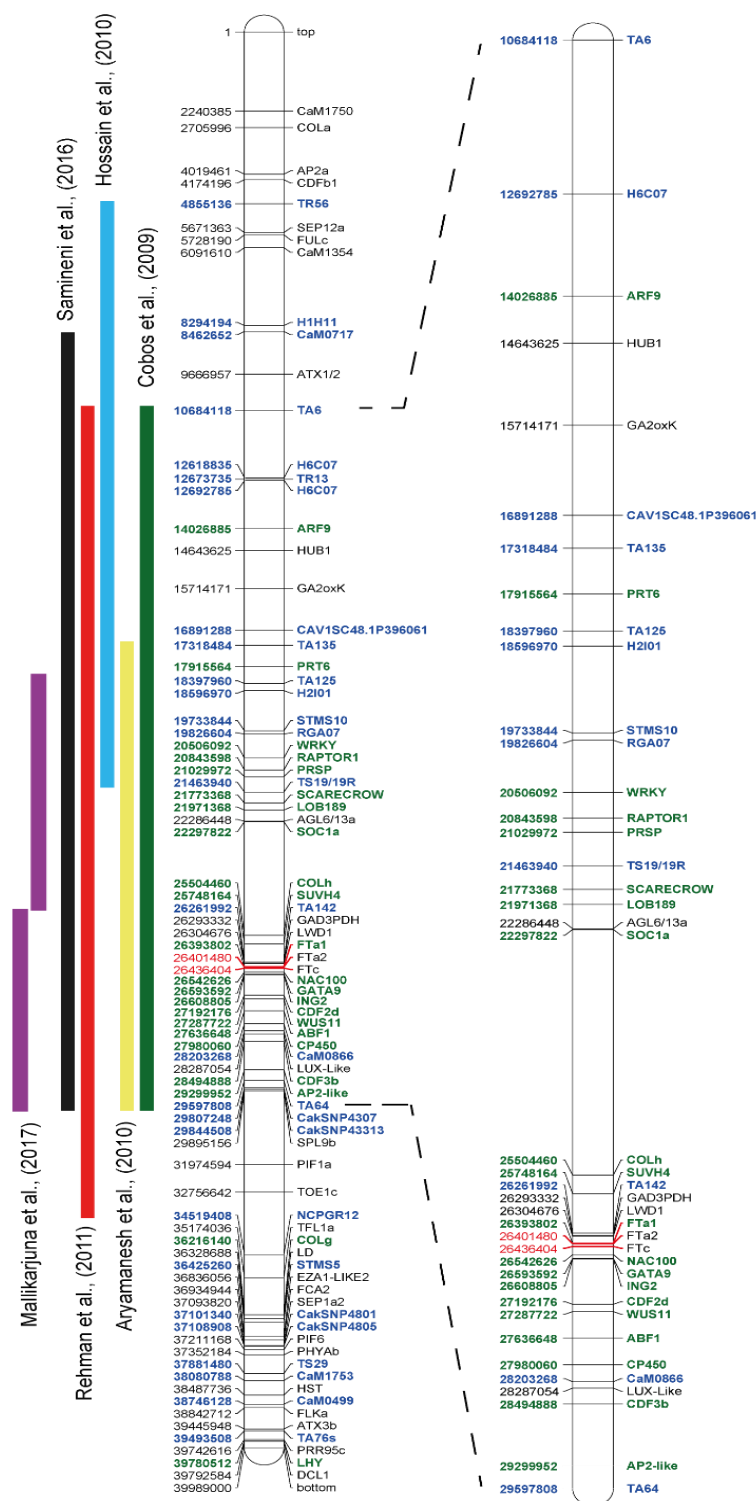 Mallikarjuna et al., (2017)
Samineni et al., (2016)
Rehman et al., (2011)
Hossain et al., (2010)
Aryamanesh et al., (2010)
Cobos et al., (2009)
1 top
2240385 CaM1750
2705996 COLa
4019461 AP2a
4174196 CDFb1
4855136 TR56
5671363 SEP12a
5728190 FULc
6091610 CaM1354
8294194 H1H11
8462652 CaM0717
9666957 ATX1/2
10684118 TA6
12618835 H6C07
12673735 TR13
12692785 H6C07
14026885 ARF9
14643625 HUB1
15714171 GA2oxK
16891288 CAV1SC48.1P396061
17318484 TA135
17915564 PRT6
18397960 TA125
18596970 H2I01
19733844 STMS10
19826604 RGA07
20506092 WRKY
20843598 RAPTOR1
21029972 PRSP
21463940 TS19/19R
21773368 SCARECROW
21971368 LOB189
22286448 AGL6/13a
22297822 SOC1a
25504460 COLh
25748164 SUVH4
26261992 TA142
26293332 GAD3PDH
26304676 LWD1
26393802 FTa1
26401480 FTa2
26436404 FTc
26542626 NAC100
26593592 GATA9
26608805 ING2
27192176 CDF2d
27287722 WUS11
27636648 ABF1
27980060 CP450
28203268 CaM0866
28287054 LUX-Like
28494888 CDF3b
29299952 AP2-like
29597808 TA64
29807248 CakSNP4307
29844508 CakSNP43313
29895156 SPL9b
31974594 PIF1a
32756642 TOE1c
34519408 NCPGR12
35174036 TFL1a
36216140 COLg
36328688 LD
36425260 STMS5
36836056 EZA1-LIKE2
36934944 FCA2
37093820 SEP1a2
37101340 CakSNP4801
37108908 CakSNP4805
37211168 PIF6
37352184 PHYAb
37881480 TS29
38080788 CaM1753
38487736 HST
38746128 CaM0499
38842712 FLKa
39445948 ATX3b
39493508 TA76s
39742616 PRR95c
39780512 LHY
39792584 DCL1
39989000 bottom
10684118 TA6
12692785 H6C07
14026885 ARF9
14643625 HUB1
15714171 GA2oxK
16891288 CAV1SC48.1P396061
17318484 TA135
17915564 PRT6
18397960 TA125
18596970 H2I01
19733844 STMS10
19826604 RGA07
20506092 WRKY
20843598 RAPTOR1
21029972 PRSP
21463940 TS19/19R
21773368 SCARECROW
21971368 LOB189
22286448 AGL6/13a
22297822 SOC1a
25504460 COLh
25748164 SUVH4
26261992 TA142
26293332 GAD3PDH
26304676 LWD1
26393802 FTa1
26401480 FTa2
26436404 FTc
26542626 NAC100
26593592 GATA9
26608805 ING2
27192176 CDF2d
27287722 WUS11
27636648 ABF1
27980060 CP450
28203268 CaM0866
28287054 LUX-Like
28494888 CDF3b
29299952 AP2-like
29597808 TA64